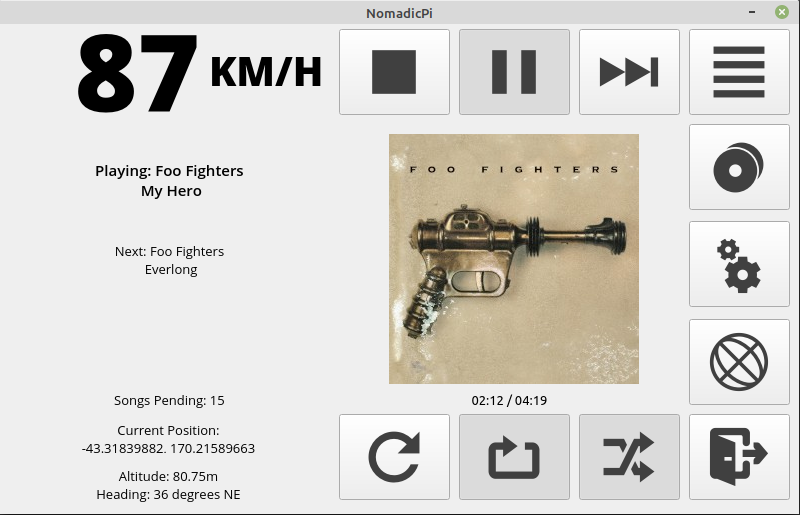 NomadicPi
87 KM/H
Playing: Foo Fighters
My Hero
Next: Foo Fighters
Everlong
FOO FIGHTERS
Songs Pending: 15
02:12 / 04:19
Current Position:
-43.31839882. 170.21589663
Altitude: 80.75m
Heading: 36 degrees NE